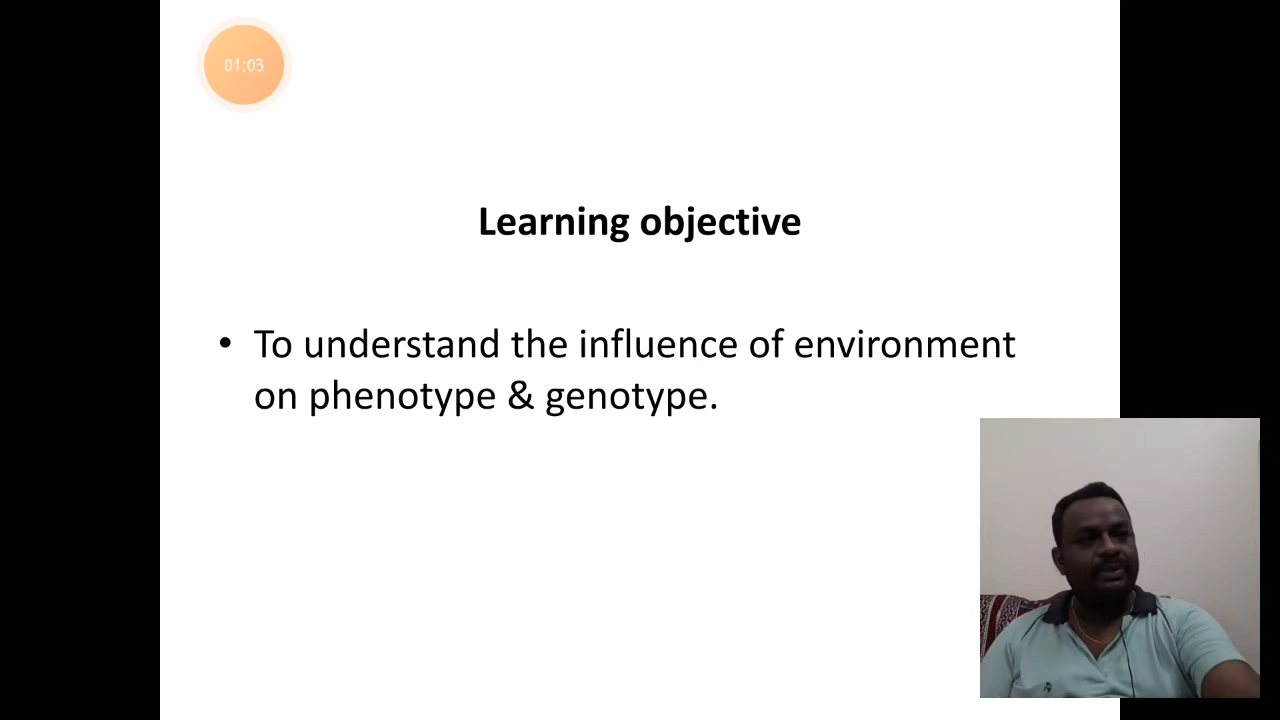 01:03
Learning objective
• To understand the influence of environment
on phenotype & genotype.